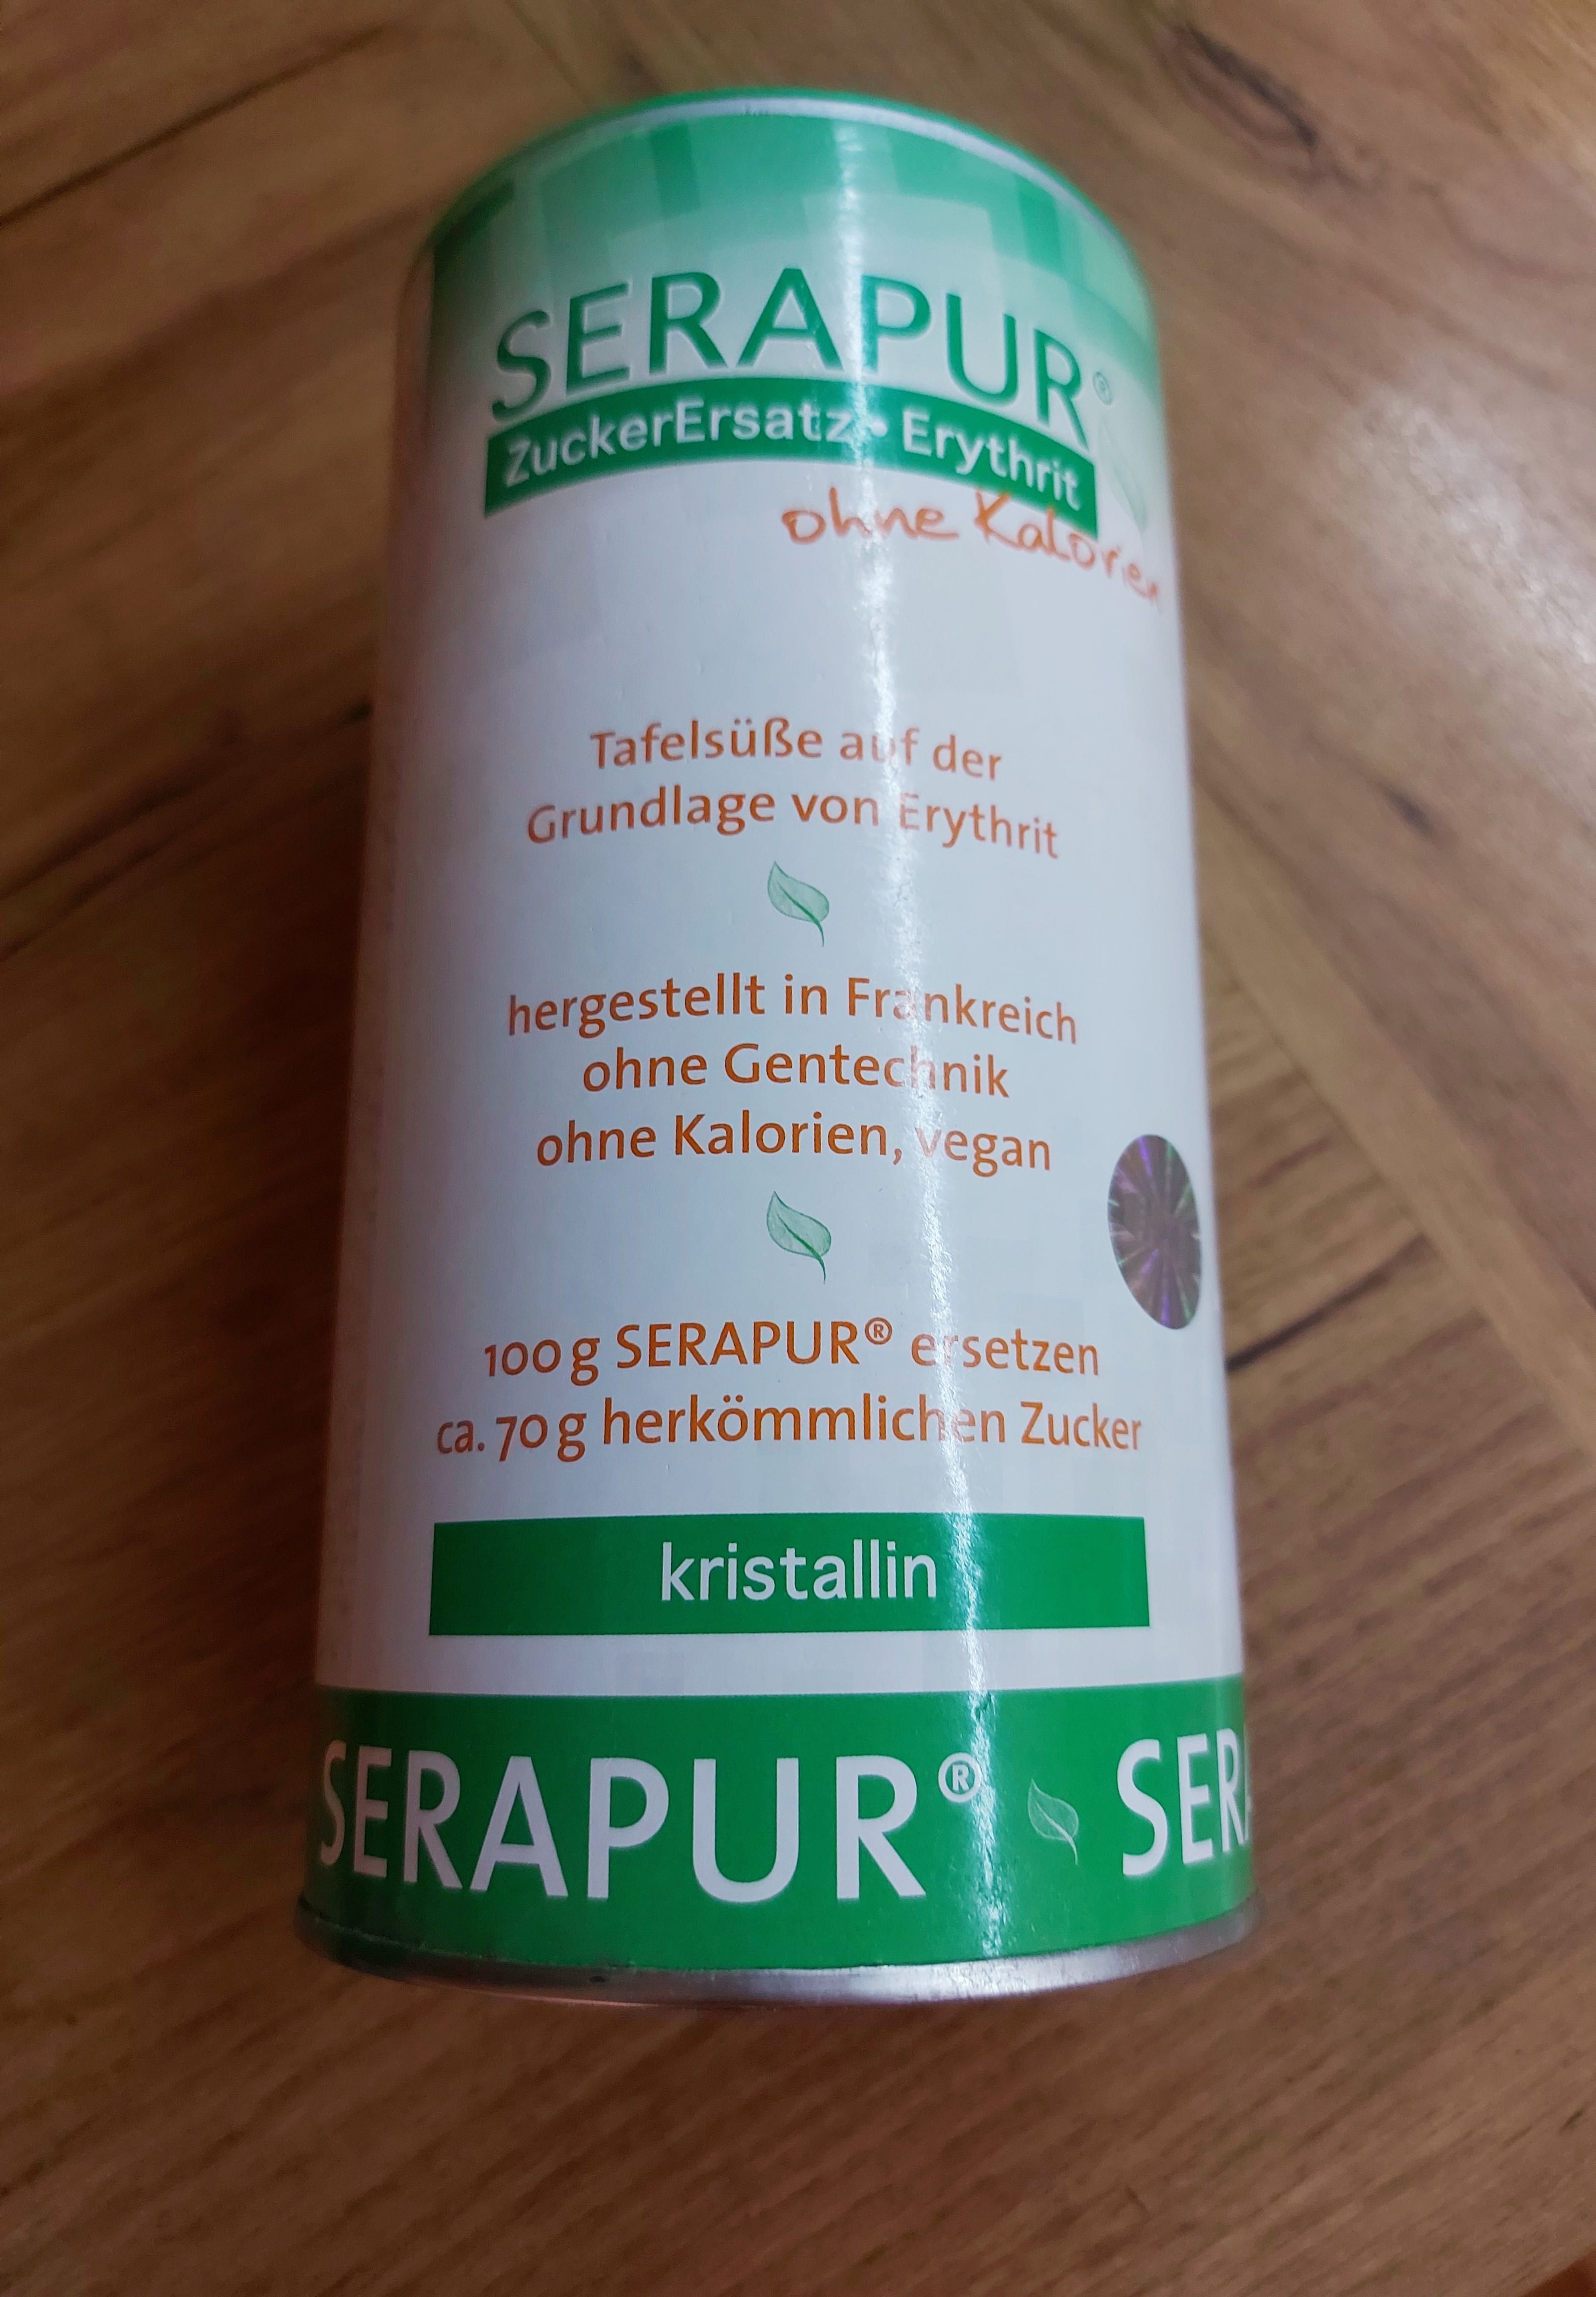 SERAPUR®
ZuckerErsatz • Erythrit
ohne Kalorien
Tafelsüße auf der
Grundlage von Erythrit
hergestellt in Frankreich
ohne Gentechnik
ohne Kalorien, vegan
100 g SERAPUR® ersetzen
ca. 70 g herkömmlichen Zucker
kristallin
SERAPUR® SERA